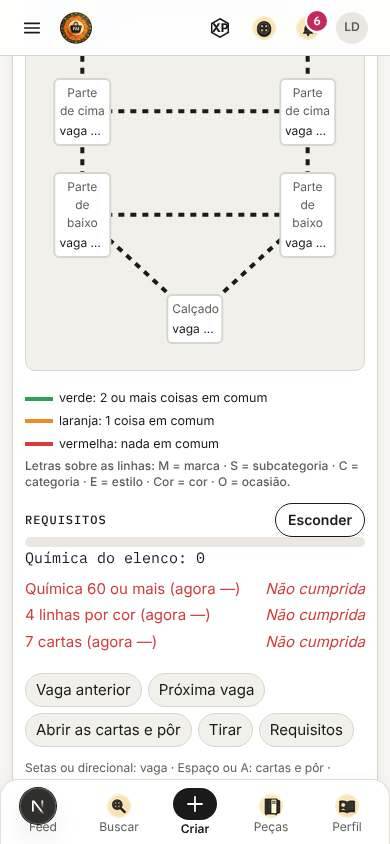 XP
6
LD
Parte
de cima
vaga ...
Parte
de cima
vaga ...
Parte
de
baixo
vaga ...
Parte
de
baixo
vaga ...
Calçado
vaga ...
verde: 2 ou mais coisas em comum
laranja: 1 coisa em comum
vermelha: nada em comum
Letras sobre as linhas: M = marca · S = subcategoria · C =
categoria · E = estilo · Cor = cor · O = ocasião.
REQUISITOS
Esconder
Química do elenco: 0
Química 60 ou mais (agora —) Não cumprida
4 linhas por cor (agora —) Não cumprida
7 cartas (agora —) Não cumprida
Vaga anterior Próxima vaga
Abrir as cartas e pôr Tirar Requisitos
Setas ou direcional: vaga · Espaço ou A: cartas e pôr ·
N
Feed Buscar Criar Peças Perfil